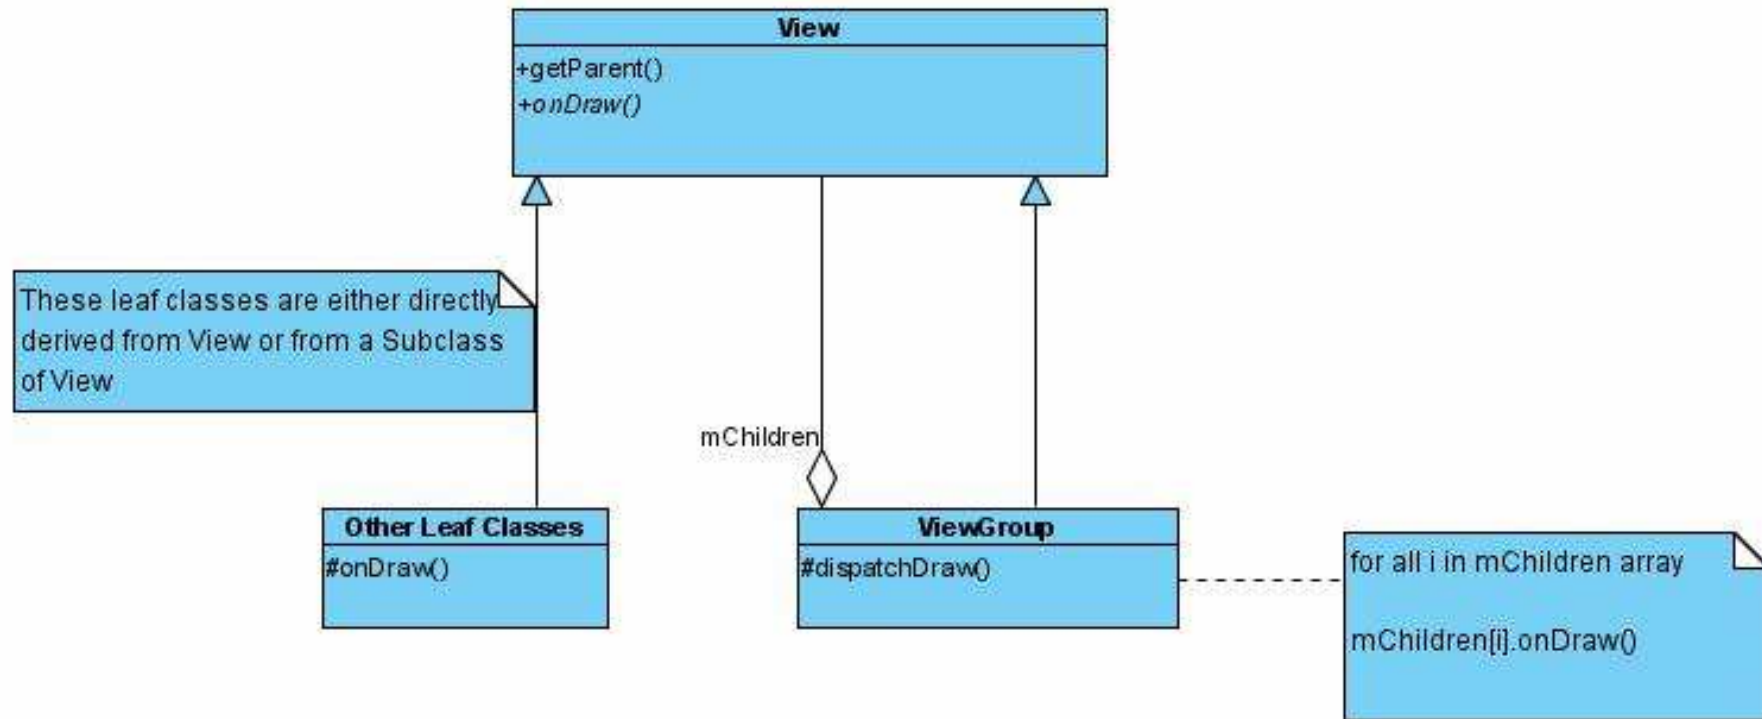 View
+getParent()
+onDraw()
These leaf classes are either directly
derived from View or from a Subclass
of View
mChildren
Other Leaf Classes
#onDraw()
ViewGroup
#dispatchDraw()
for all i in mChildren array
mChildren[i].onDraw()